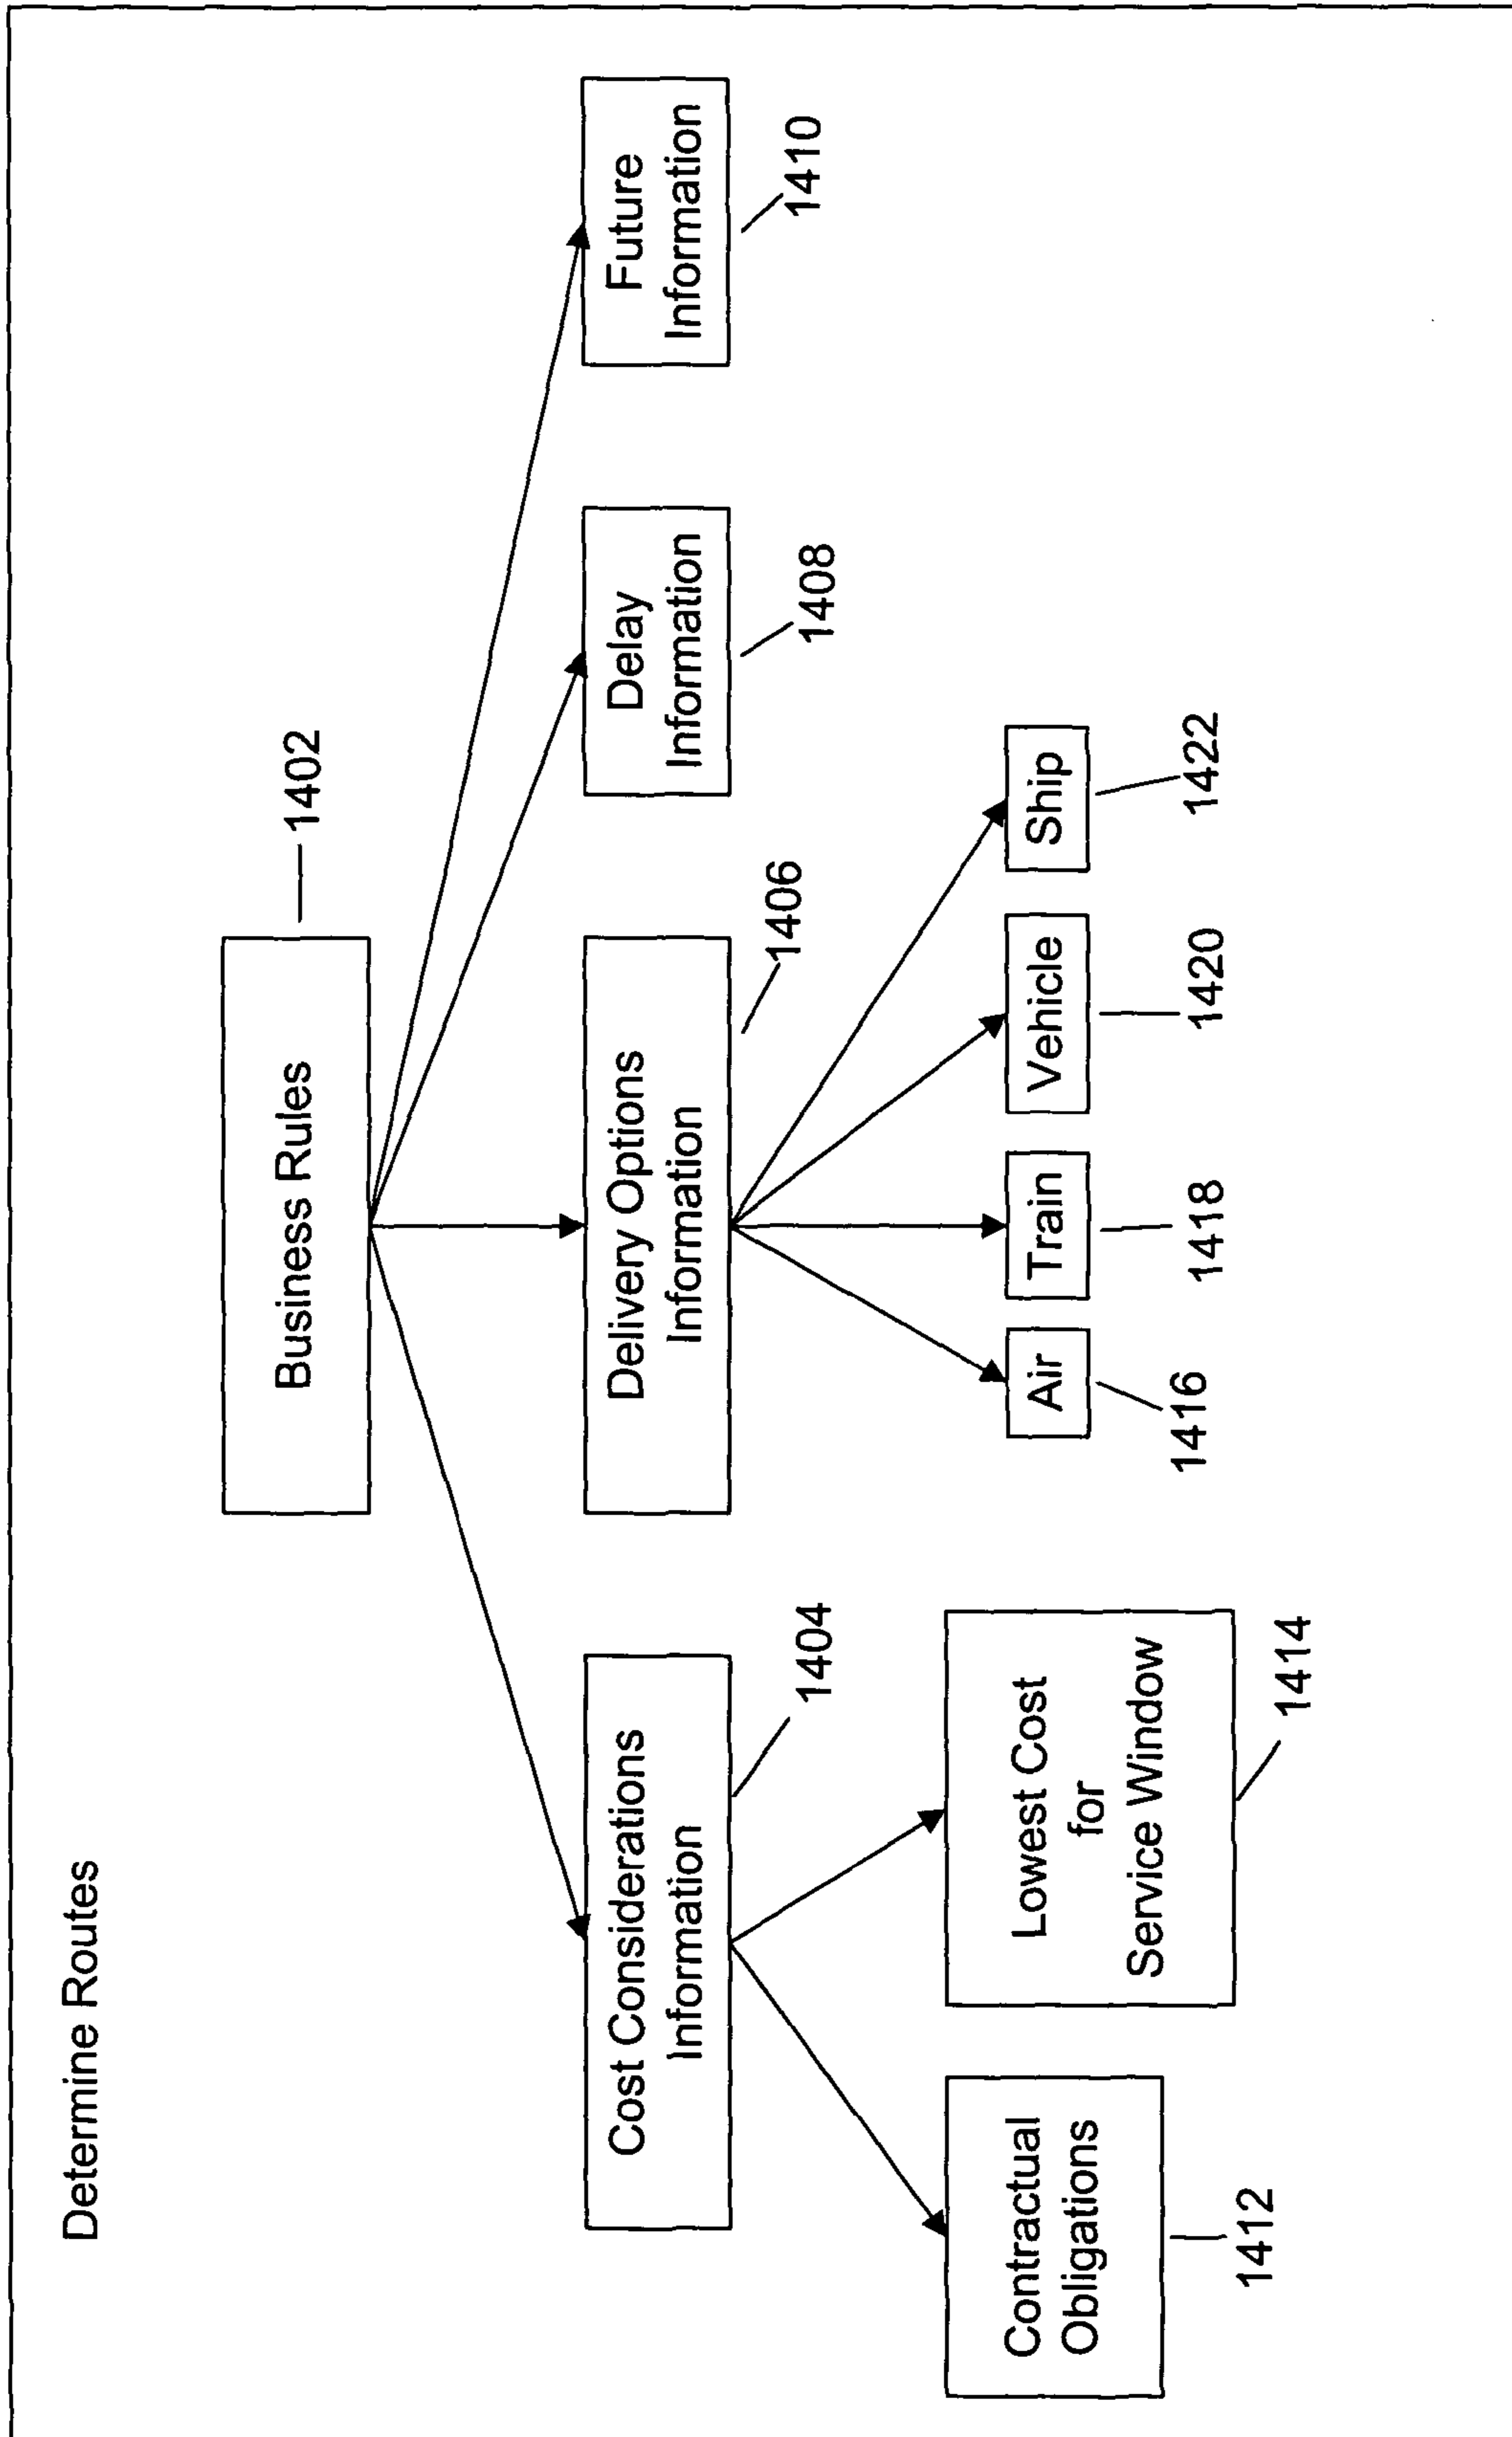 Determine Routes
Business Rules
1402
Cost Considerations
Information
1404
Delivery Options
Information
1406
Delay
Information
1408
Future
Information
1410
Contractual
Obligations
1412
Lowest Cost
for
Service Window
1414
Air
1416
Train
1418
Vehicle
1420
Ship
1422